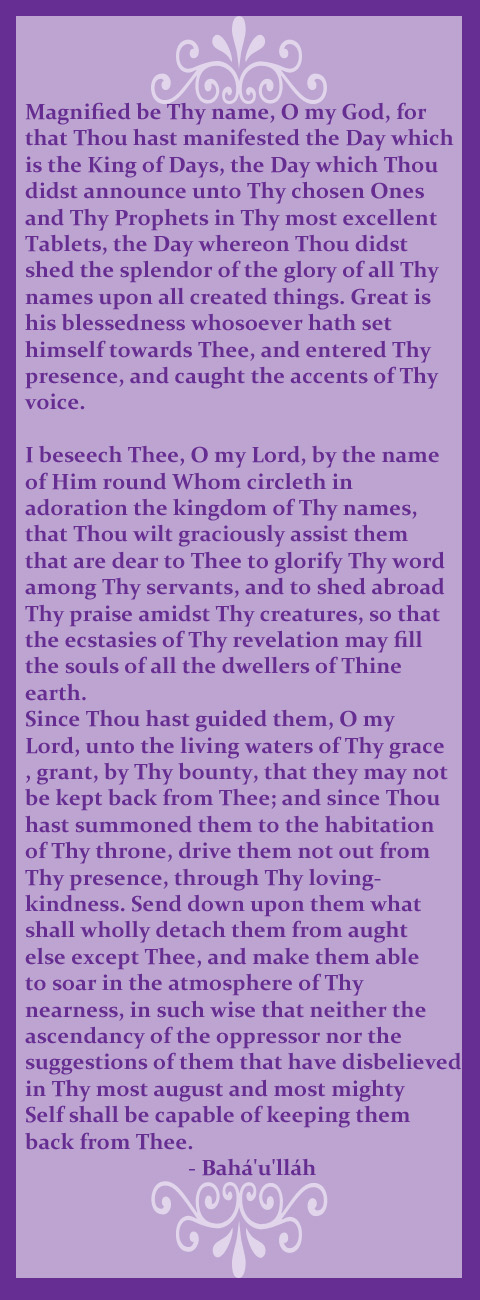 Magnified be Thy name, O my God, for
that Thou hast manifested the Day which
is the King of Days, the Day which Thou
didst announce unto Thy chosen Ones
and Thy Prophets in Thy most excellent
Tablets, the Day whereon Thou didst
shed the splendor of the glory of all Thy
names upon all created things. Great is
his blessedness whosoever hath set
himself towards Thee, and entered Thy
presence, and caught the accents of Thy
voice.

I beseech Thee, O my Lord, by the name
of Him round Whom circleth in
adoration the kingdom of Thy names,
that Thou wilt graciously assist them
that are dear to Thee to glorify Thy word
among Thy servants, and to shed abroad
Thy praise amidst Thy creatures, so that
the ecstasies of Thy revelation may fill
the souls of all the dwellers of Thine
earth.
Since Thou hast guided them, O my
Lord, unto the living waters of Thy grace
, grant, by Thy bounty, that they may not
be kept back from Thee; and since Thou
hast summoned them to the habitation
of Thy throne, drive them not out from
Thy presence, through Thy loving-
kindness. Send down upon them what
shall wholly detach them from aught
else except Thee, and make them able
to soar in the atmosphere of Thy
nearness, in such wise that neither the
ascendancy of the oppressor nor the
suggestions of them that have disbelieved
in Thy most august and most mighty
Self shall be capable of keeping them
back from Thee.
- Bahá'u'lláh